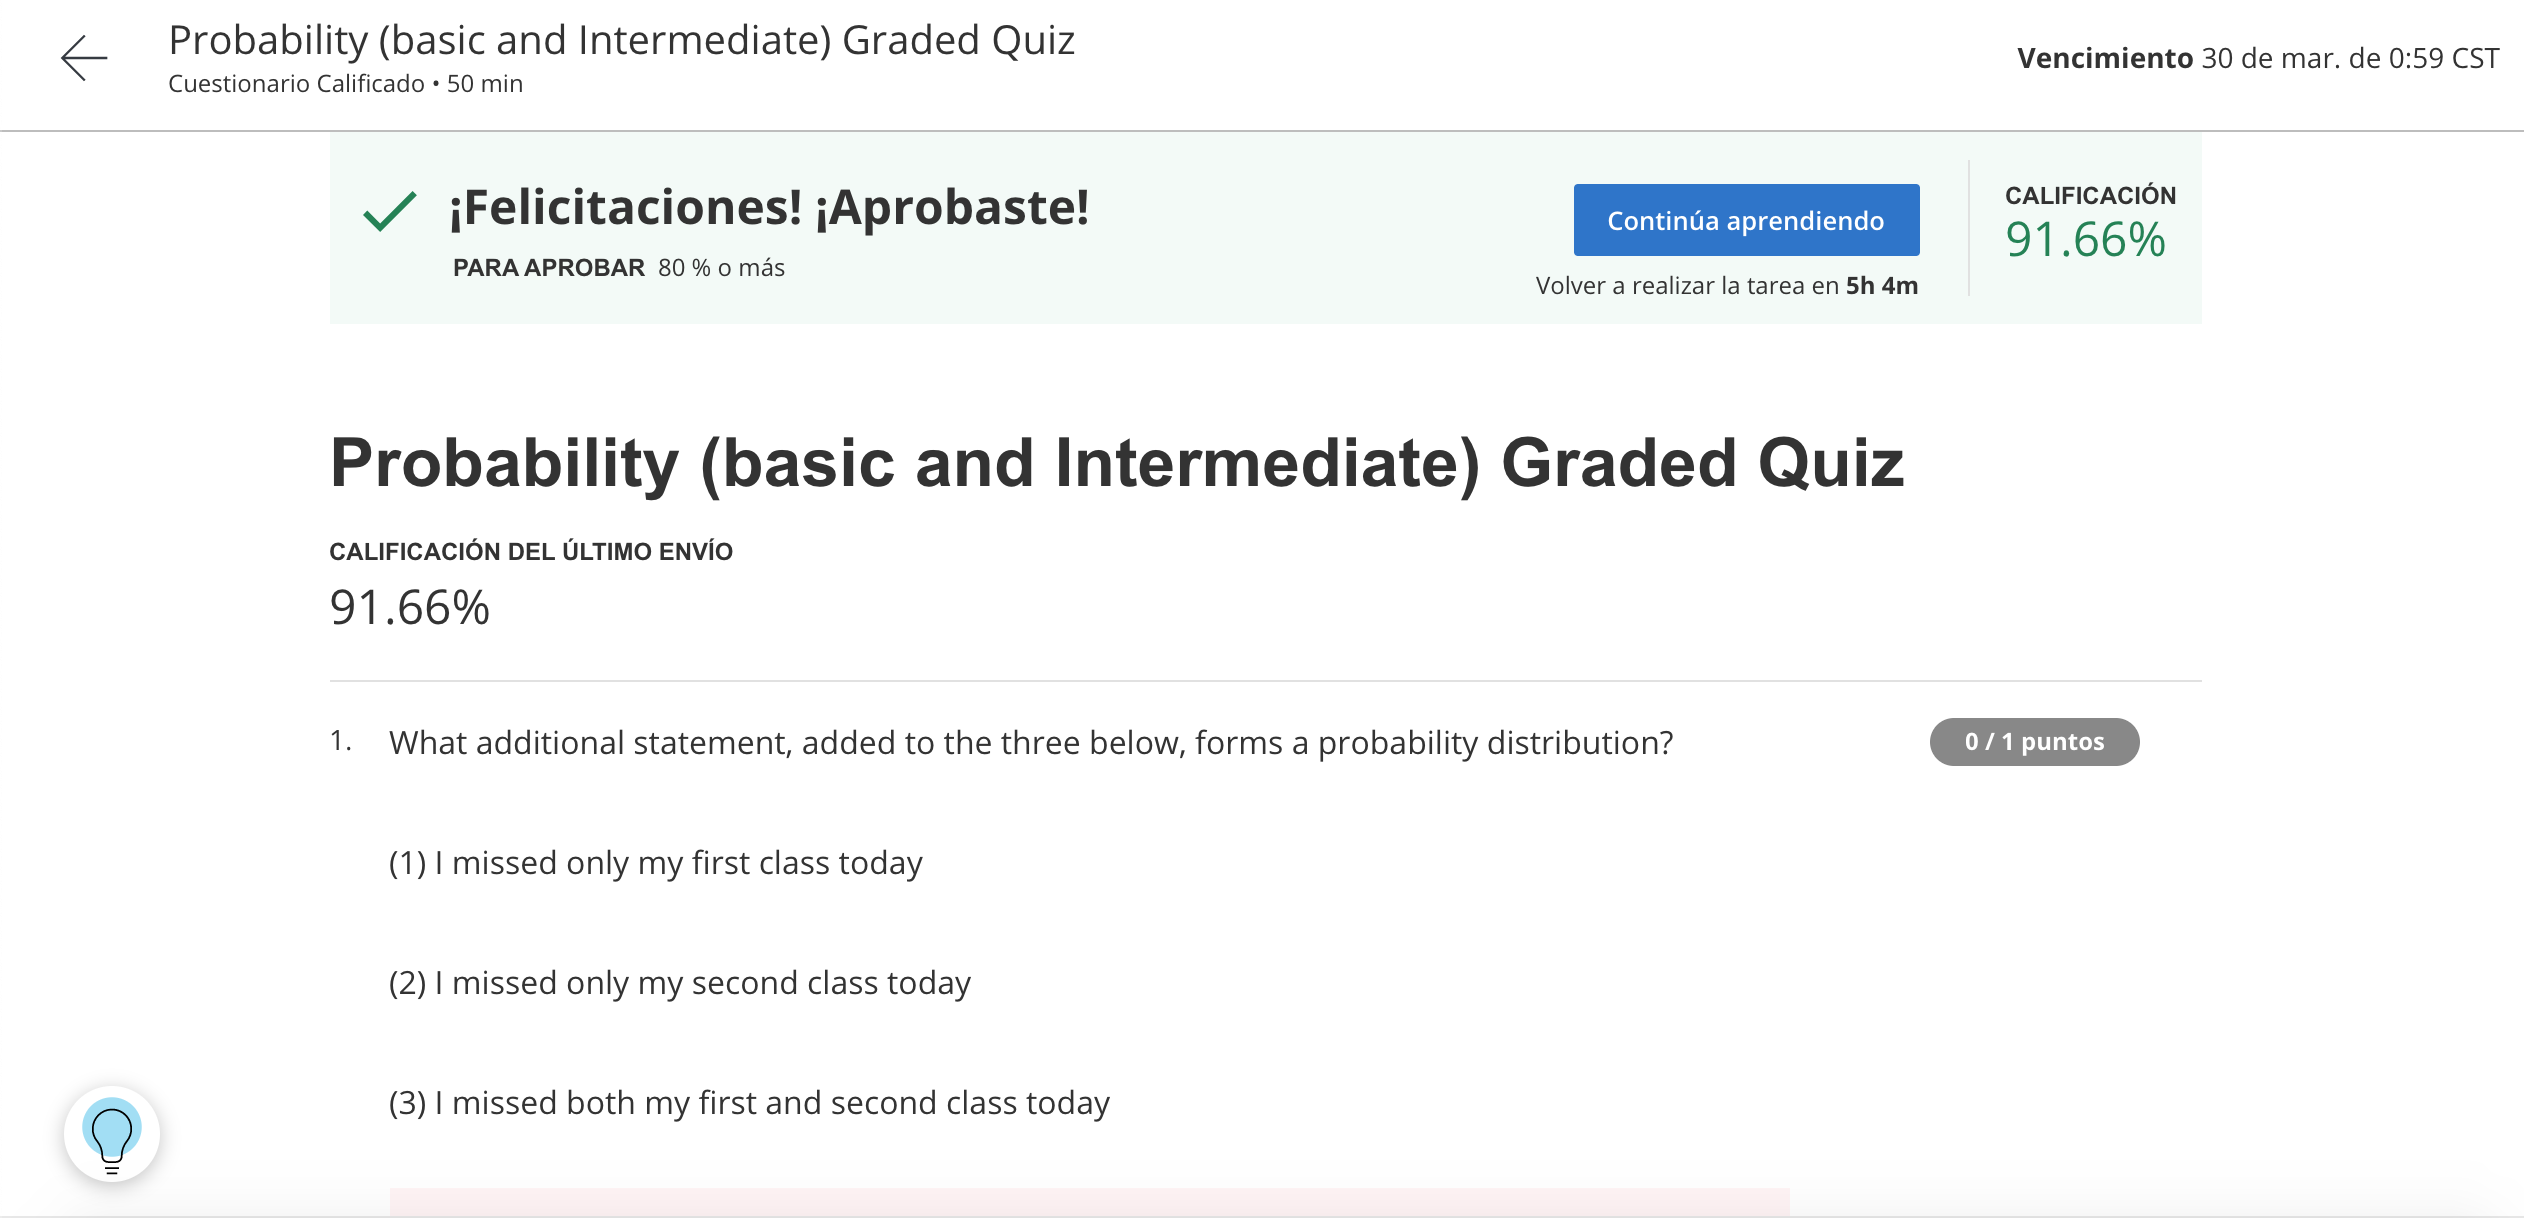 Probability (basic and Intermediate) Graded Quiz
Cuestionario Calificado • 50 min
Vencimiento 30 de mar. de 0:59 CST
¡Felicitaciones! ¡Aprobaste!
PARA APROBAR 80 % o más
Continúa aprendiendo
Volver a realizar la tarea en 5h 4m
CALIFICACIÓN
91.66%
Probability (basic and Intermediate) Graded Quiz
CALIFICACIÓN DEL ÚLTIMO ENVÍO
91.66%
1. What additional statement, added to the three below, forms a probability distribution?
0 / 1 puntos
(1) I missed only my first class today
(2) I missed only my second class today
(3) I missed both my first and second class today